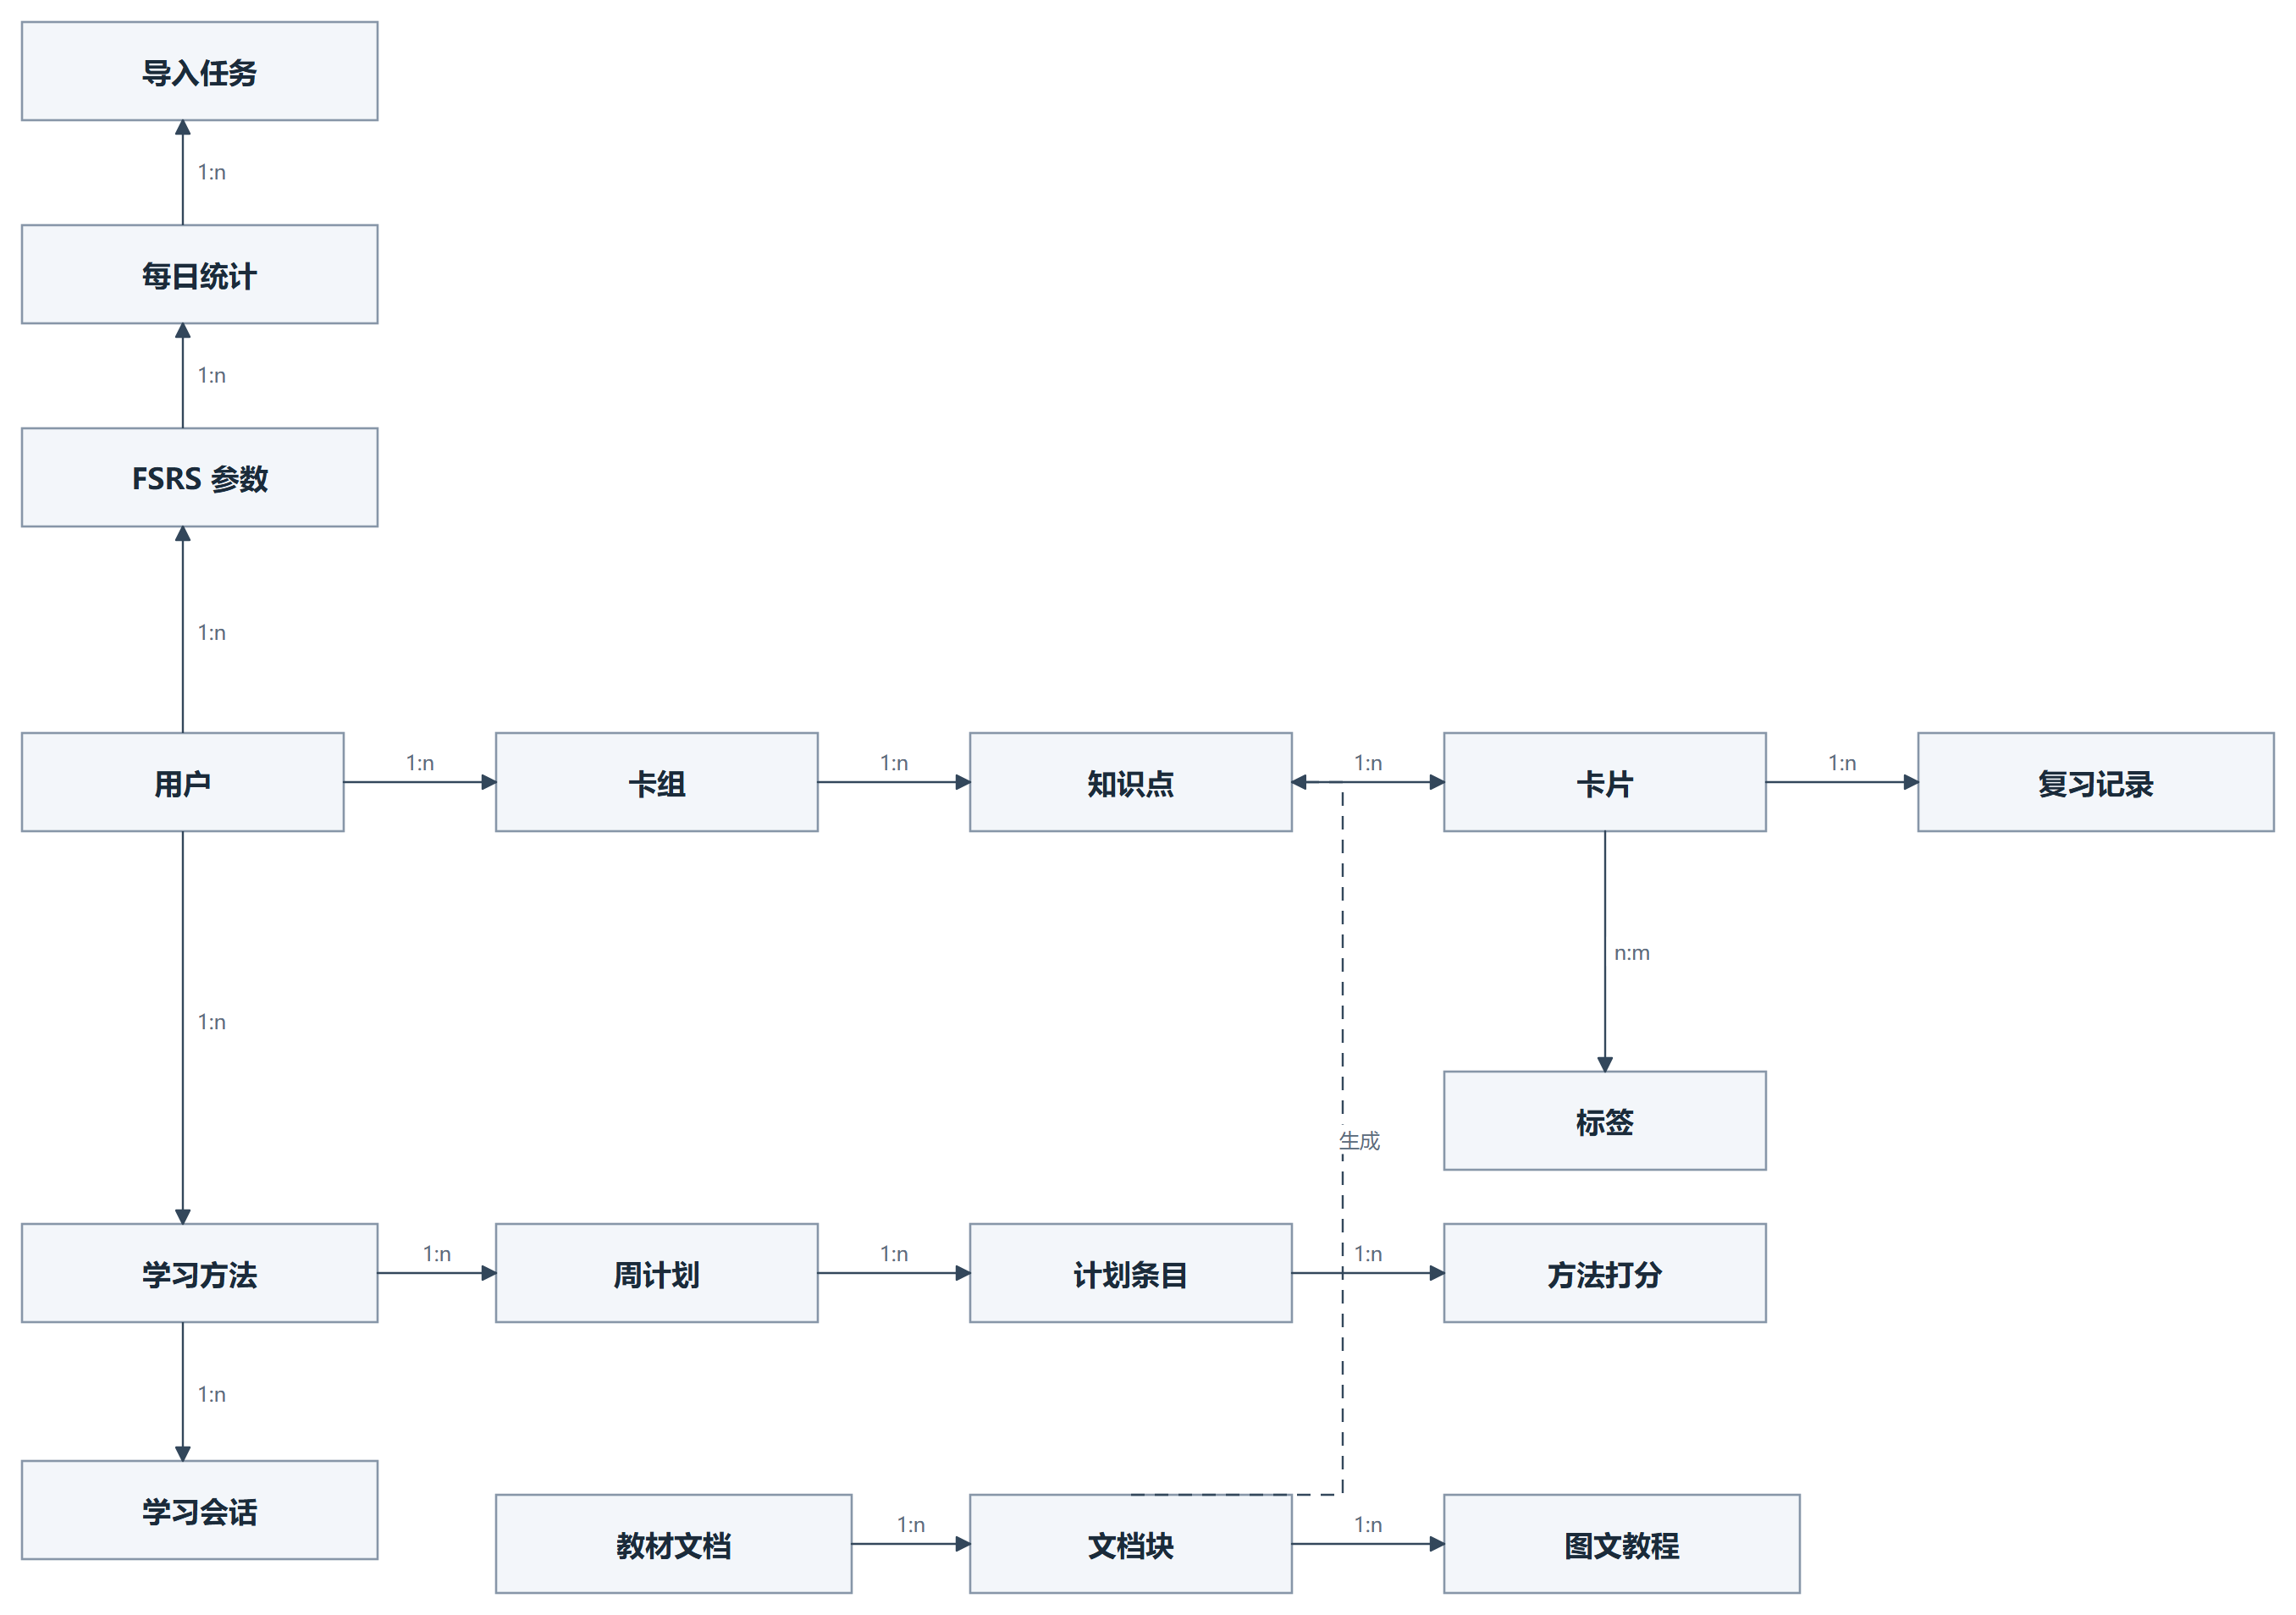 导入任务
1:n
每日统计
1:n
FSRS 参数
1:n
用户
1:n
卡组
1:n
知识点
1:n
卡片
1:n
复习记录
n:m
1:n
标签
生成
学习方法
1:n
周计划
1:n
计划条目
1:n
方法打分
1:n
学习会话
教材文档
1:n
文档块
1:n
图文教程